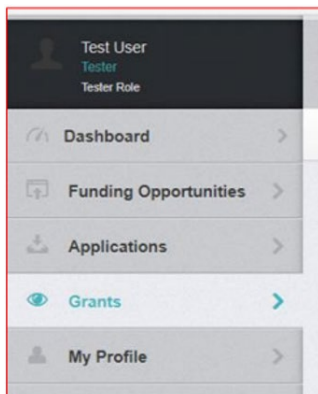 Test User
Tester
Tester Role
Dashboard
Funding Opportunities
Applications
Grants
My Profile